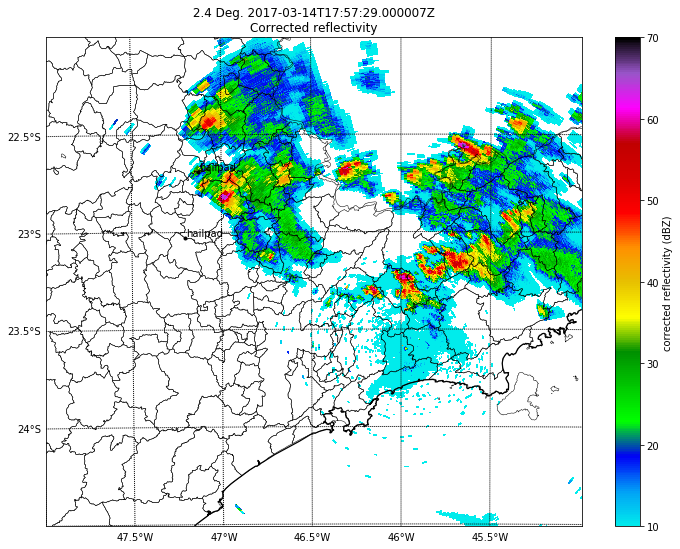 2.4 Deg. 2017-03-14T17:57:29.000007Z
Corrected reflectivity
22.5°S
23°S
23.5°S
24°S
47.5°W
47°W
46.5°W
46°W
45.5°W
hailpad
hailpad
70
60
50
40
30
20
10
corrected reflectivity (dBZ)